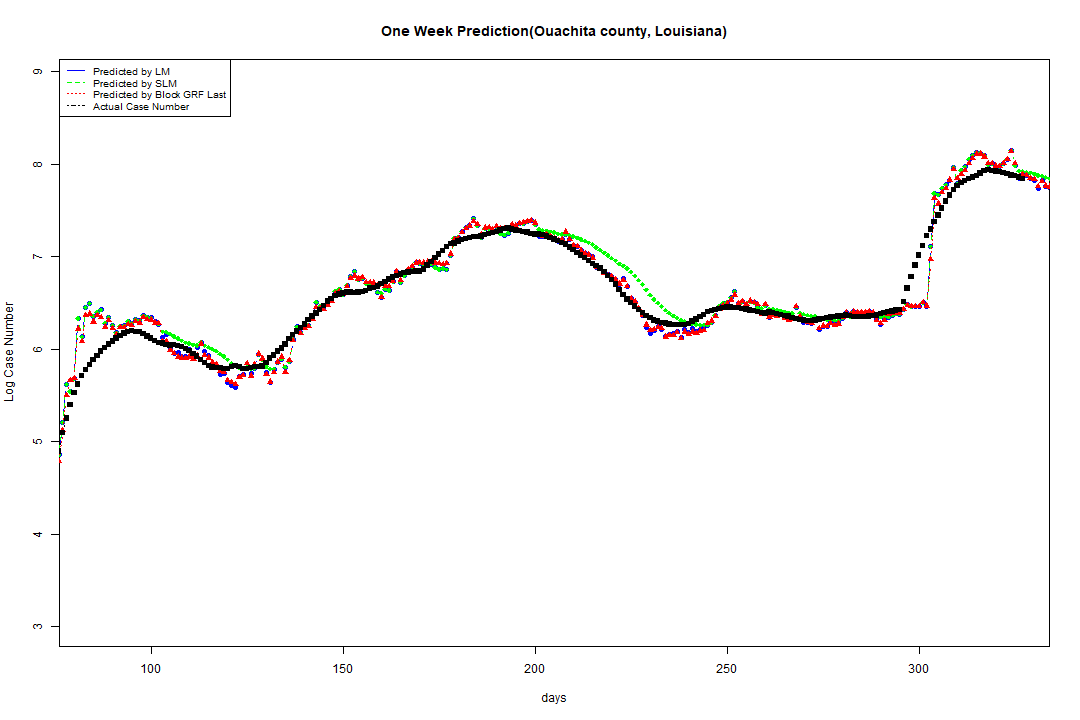 One Week Prediction(Ouachita county, Louisiana)
Predicted by LM
Predicted by SLM
Predicted by Block GRF Last
Actual Case Number
9
8
7
6
5
4
3
Log Case Number
100 150 200 250 300
days